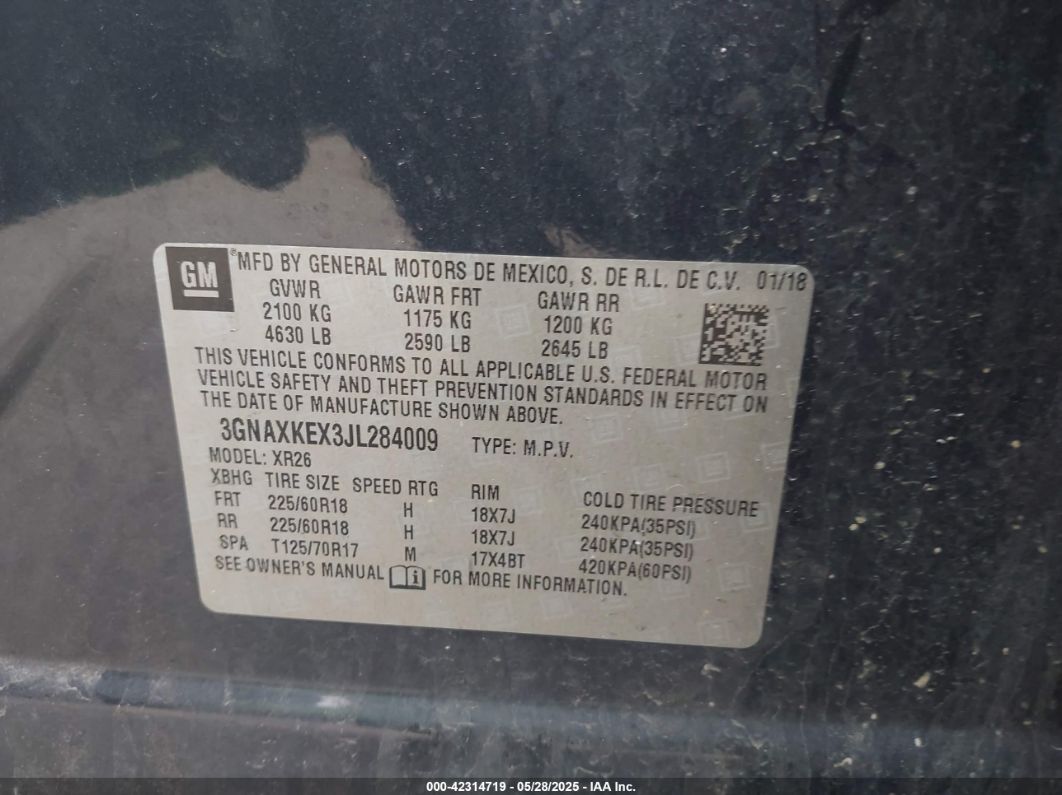 GM
®MFD BY GENERAL MOTORS DE MEXICO, S. DE R.L. DE C.V. 01/18
GVWR GAWR FRT GAWR RR
2100 KG 1175 KG 1200 KG
4630 LB 2590 LB 2645 LB
THIS VEHICLE CONFORMS TO ALL APPLICABLE U.S. FEDERAL MOTOR
VEHICLE SAFETY AND THEFT PREVENTION STANDARDS IN EFFECT ON
THE DATE OF MANUFACTURE SHOWN ABOVE.
3GNAXKEX3JL284009 TYPE: M.P.V.
MODEL: XR26
XBHG TIRE SIZE SPEED RTG RIM COLD TIRE PRESSURE
FRT 225/60R18 H 18X7J 240KPA(35PSI)
RR 225/60R18 H 18X7J 240KPA(35PSI)
SPA T125/70R17 M 17X4BT 420KPA(60PSI)
SEE OWNER'S MANUAL FOR MORE INFORMATION.
000-42314719 - 05/28/2025 - IAA Inc.